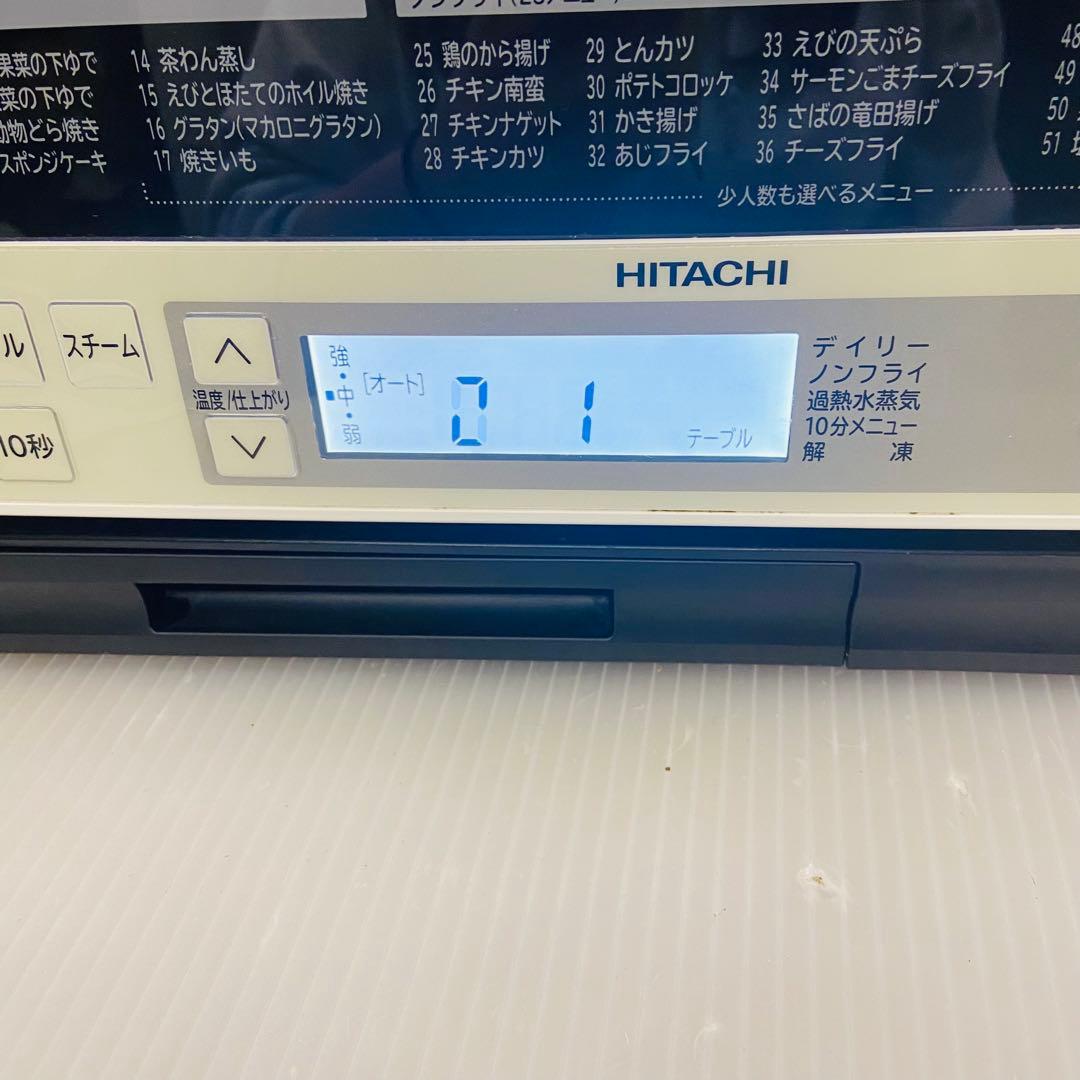 果菜の下ゆで
菜の下ゆで
動物どら焼き
スポンジケーキ
14 茶わん蒸し
15 えびとほたてのホイル焼き
16 グラタン(マカロニグラタン)
17 焼きいも
25 鶏のから揚げ
26 チキン南蛮
27 チキンナゲット
28 チキンカツ
29 とんカツ
30 ポテトコロッケ
31 かき揚げ
32 あじフライ
33 えびの天ぷら
34 サーモンごまチーズフライ
35 さばの竜田揚げ
36 チーズフライ
48
49
50
51
少人数も選べるメニュー
HITACHI
ル
スチーム
10秒
温度/仕上がり
強
中
弱
[オート]
01
テーブル
デイリー
ノンフライ
過熱水蒸気
10分メニュー
解 凍